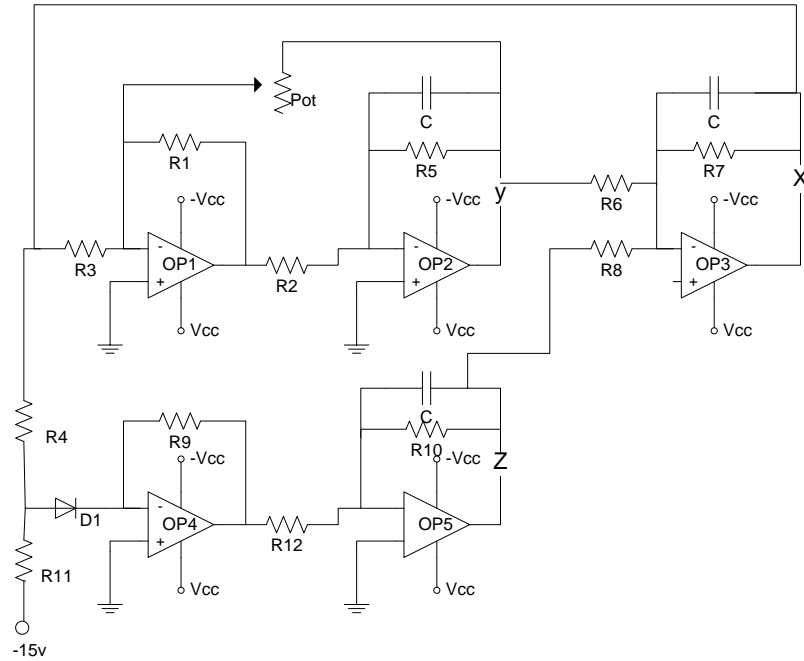 Pot
C
C
R1
R5
R7
X
-Vcc
y
-Vcc
R6
-Vcc
R3
-
OP1
+
R2
-
OP2
+
R8
-
OP3
+
Vcc
Vcc
Vcc
R4
R9
C
R10
-Vcc
Z
-Vcc
D1
-
OP4
+
R12
OP5
R11
Vcc
Vcc
-15v